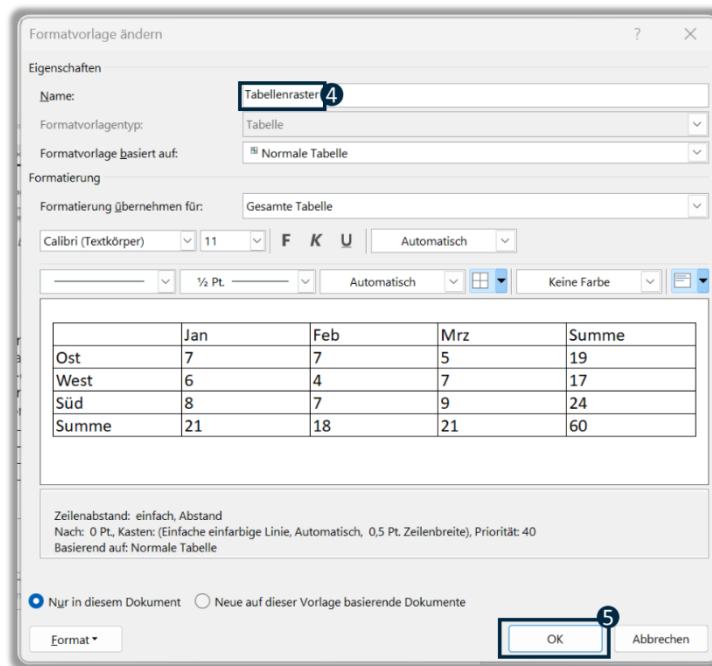 Formatvorlage ändern ?
Eigenschaften
Name: Tabellenraster 4
Formatvorlagentyp: Tabelle
Formatvorlage basiert auf: Normale Tabelle
Formatierung
Formatierung übernehmen für: Gesamte Tabelle
Calibri (Textkörper) 11 F K U Automatisch
½ Pt. Automatisch Keine Farbe
Jan Feb Mrz Summe
Ost 7 7 5 19
West 6 4 7 17
Süd 8 7 9 24
Summe 21 18 21 60
Zeilenabstand: einfach, Abstand
Nach: 0 Pt., Kasten: (Einfache einfarbige Linie, Automatisch, 0,5 Pt. Zeilenbreite), Priorität: 40
Basierend auf: Normale Tabelle
Nur in diesem Dokument Neue auf dieser Vorlage basierende Dokumente
5
Format OK Abbrechen